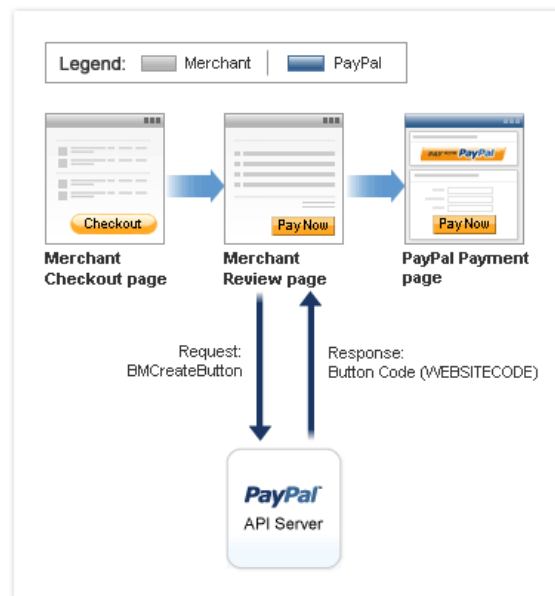 Legend: Merchant PayPal
Checkout
Pay Now
PayPal
Pay Now
Merchant
Checkout page
Merchant
Review page
PayPal Payment
page
Request:
BMCreateButton
Response:
Button Code (WEBSITECODE)
PayPal
API Server